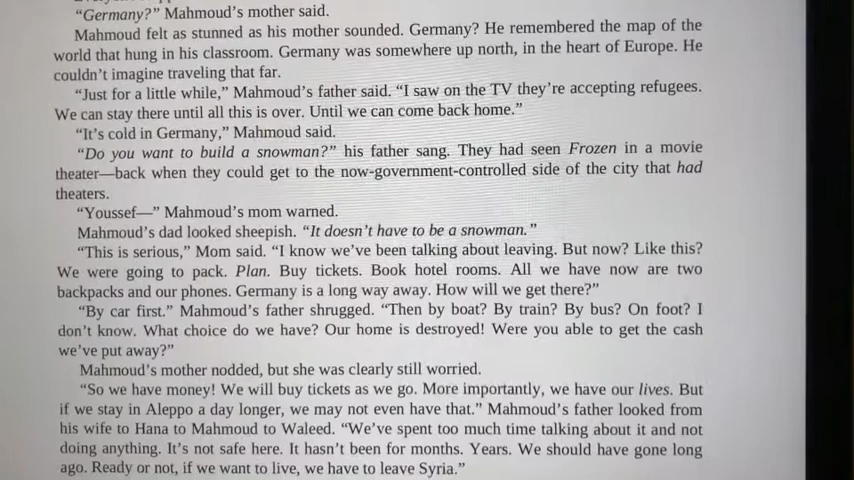 "Germany?" Mahmoud's mother said.
Mahmoud felt as stunned as his mother sounded. Germany? He remembered the map of the
world that hung in his classroom. Germany was somewhere up north, in the heart of Europe. He
couldn't imagine traveling that far.
"Just for a little while," Mahmoud's father said. "I saw on the TV they're accepting refugees.
We can stay there until all this is over. Until we can come back home."
"It's cold in Germany," Mahmoud said.
"Do you want to build a snowman?" his father sang. They had seen Frozen in a movie
theater—back when they could get to the now-government-controlled side of the city that had
theaters.
"Youssef—" Mahmoud's mom warned.
Mahmoud's dad looked sheepish. "It doesn't have to be a snowman."
"This is serious," Mom said. "I know we've been talking about leaving. But now? Like this?
We were going to pack. Plan. Buy tickets. Book hotel rooms. All we have now are two
backpacks and our phones. Germany is a long way away. How will we get there?"
"By car first." Mahmoud's father shrugged. "Then by boat? By train? By bus? On foot? I
don't know. What choice do we have? Our home is destroyed! Were you able to get the cash
we've put away?"
Mahmoud's mother nodded, but she was clearly still worried.
"So we have money! We will buy tickets as we go. More importantly, we have our lives. But
if we stay in Aleppo a day longer, we may not even have that." Mahmoud's father looked from
his wife to Hana to Mahmoud to Waleed. "We've spent too much time talking about it and not
doing anything. It's not safe here. It hasn't been for months. Years. We should have gone long
ago. Ready or not, if we want to live, we have to leave Syria."